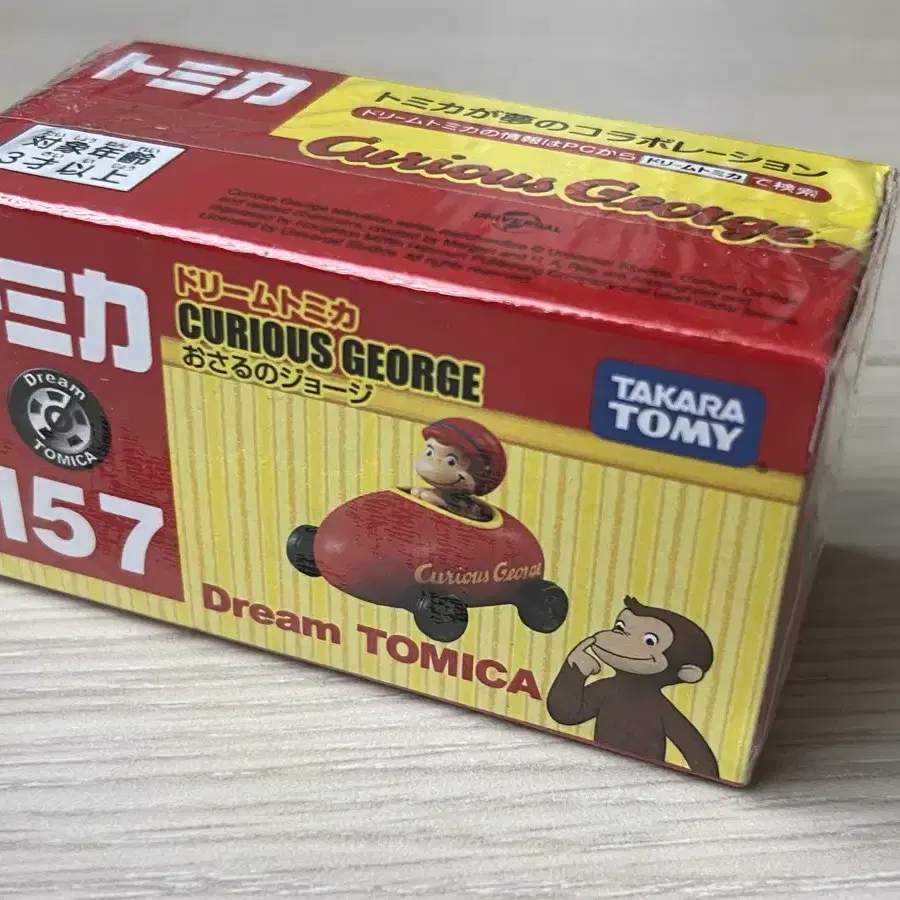 トミカ
トミカが夢のコラボレーション
ドリームトミカの情報はPCから ドリームトミカ で検索
Curious George
対象年齢
3才以上
UNIVERSAL
トミカ
ドリームトミカ
CURIOUS GEORGE
おさるのジョージ
TAKARA
TOMY
Dream
TOMICA
157
Curious George
Dream TOMICA